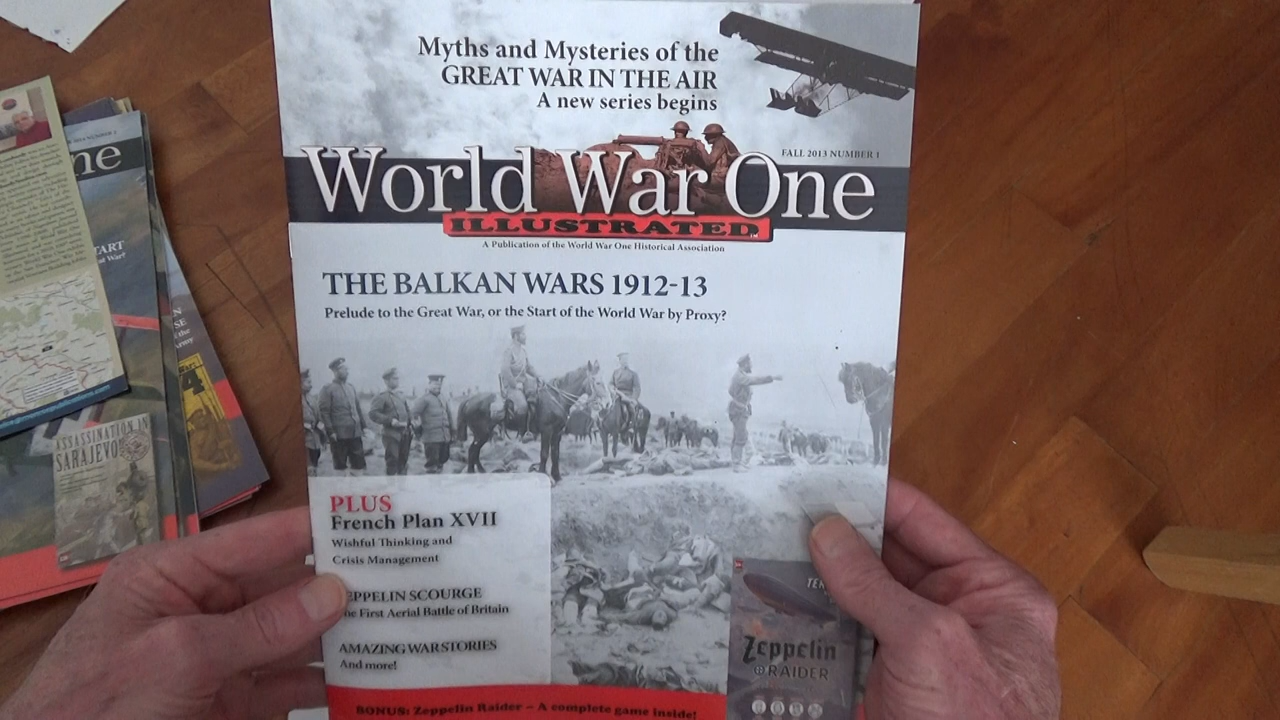 Myths and Mysteries of the
GREAT WAR IN THE AIR
A new series begins
FALL 2013 NUMBER 1
World War One
ILLUSTRATED
A Publication of the World War One Historical Association
THE BALKAN WARS 1912-13
Prelude to the Great War, or the Start of the World War by Proxy?
PLUS
French Plan XVII
Wishful Thinking and
Crisis Management
EPPELIN SCOURGE
he First Aerial Battle of Britain
AMAZING WAR STORIES
And more!
Zeppelin
RAIDER
BONUS: Zeppelin Raider – A complete game inside!
ne
TART
ASSASSINATION IN
SARAJEVO